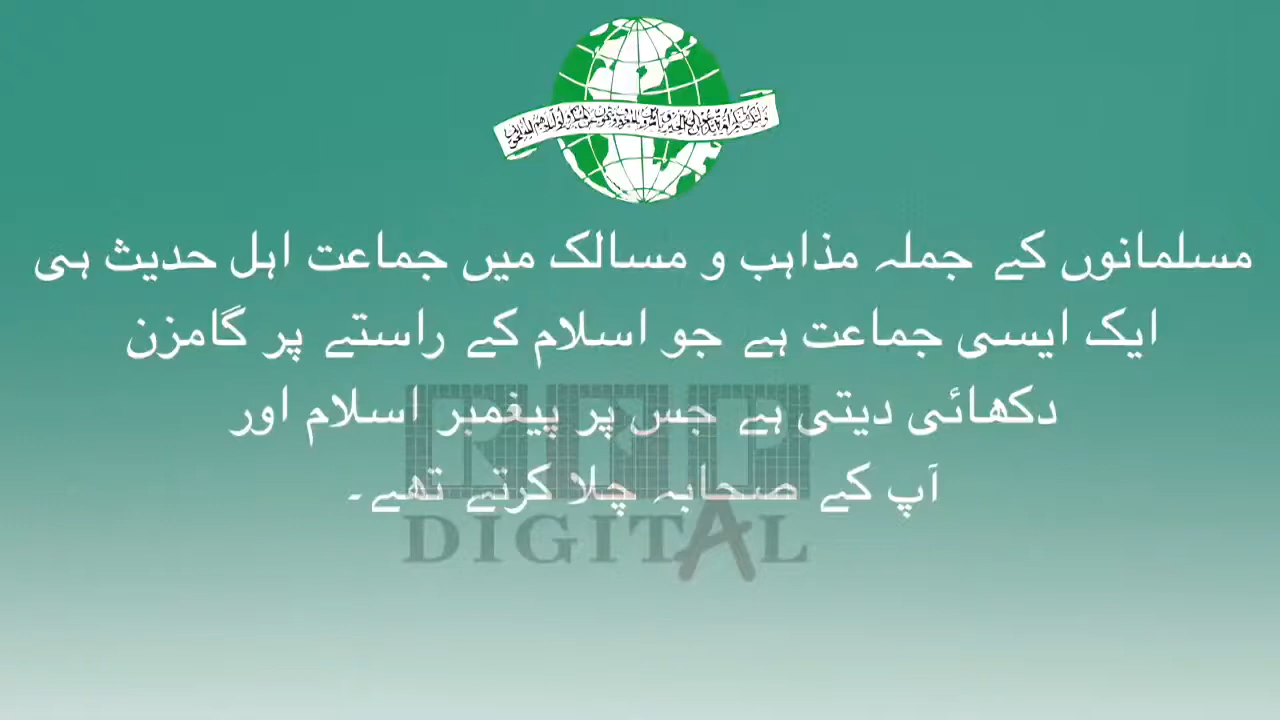 مسلمانوں کے جملہ مذاہب و مسالک میں جماعت اہل حدیث ہی
ایک ایسی جماعت ہے جو اسلام کے راستے پر گامزن
دکھائی دیتی ہے جس پر پیغمبر اسلام اور
آپ کے صحابہ چلا کرتے تھے۔
DIGITAL